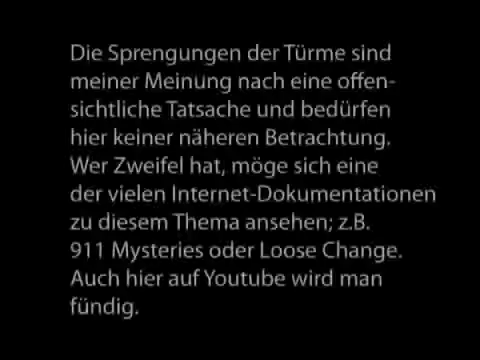 Die Sprengungen der Türme sind
meiner Meinung nach eine offen-
sichtliche Tatsache und bedürfen
hier keiner näheren Betrachtung.
Wer Zweifel hat, möge sich eine
der vielen Internet-Dokumentationen
zu diesem Thema ansehen; z.B.
911 Mysteries oder Loose Change.
Auch hier auf Youtube wird man
fündig.